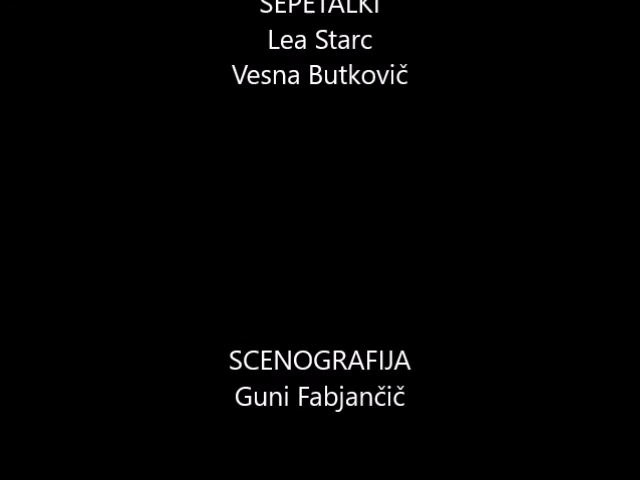 ŠEPETALKI
Lea Starc
Vesna Butkovič
SCENOGRAFIJA
Guni Fabjančič